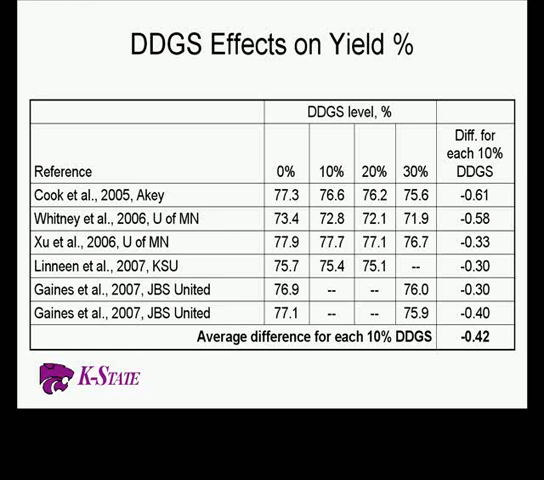 DDGS Effects on Yield %
DDGS level, %
Reference 0% 10% 20% 30% Diff. for each 10% DDGS
Cook et al., 2005, Akey 77.3 76.6 76.2 75.6 -0.61
Whitney et al., 2006, U of MN 73.4 72.8 72.1 71.9 -0.58
Xu et al., 2006, U of MN 77.9 77.7 77.1 76.7 -0.33
Linneen et al., 2007, KSU 75.7 75.4 75.1 -- -0.30
Gaines et al., 2007, JBS United 76.9 -- -- 76.0 -0.30
Gaines et al., 2007, JBS United 77.1 -- -- 75.9 -0.40
Average difference for each 10% DDGS -0.42
K-STATE